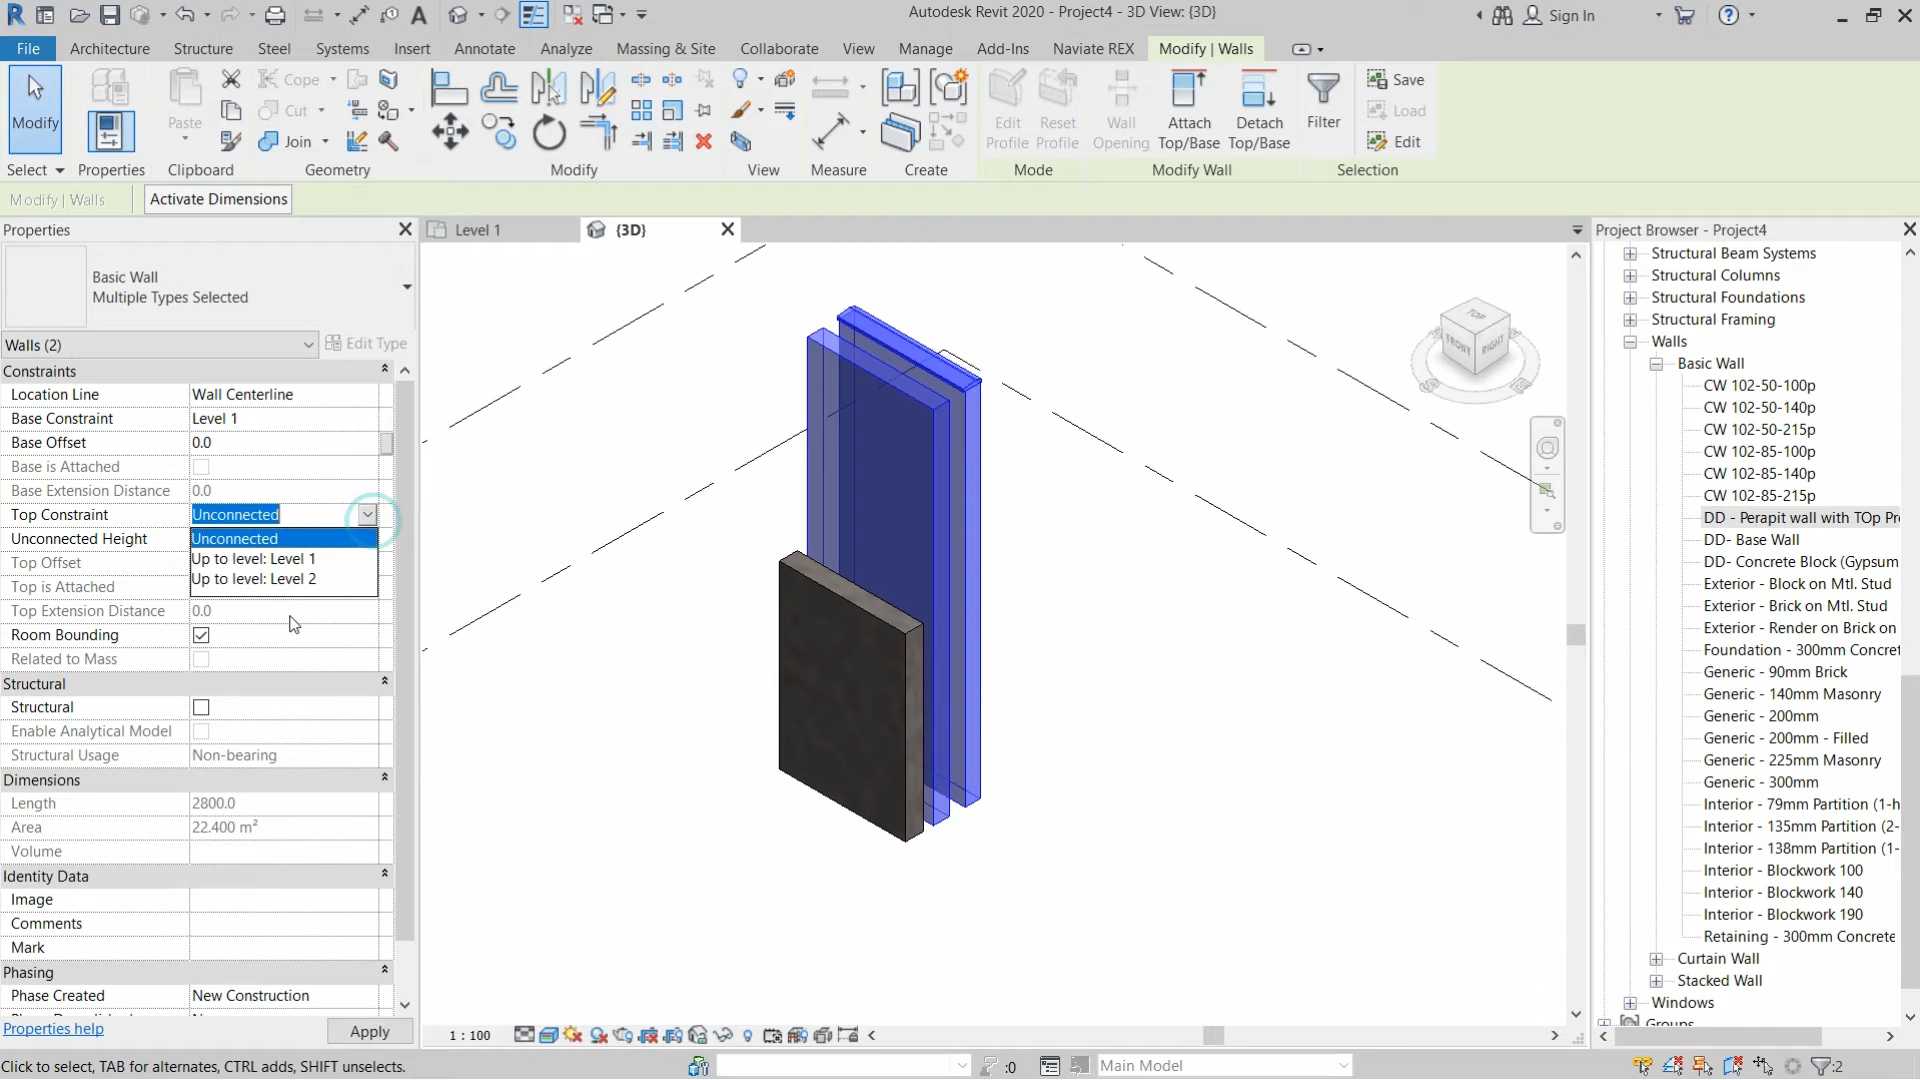 Autodesk Revit 2020 - Project4 - 3D View: {3D}
Sign In
File
Architecture
Structure
Steel
Systems
Insert
Annotate
Analyze
Massing & Site
Collaborate
View
Manage
Add-Ins
Naviate REX
Modify | Walls
Modify
Paste
Cope
Cut
Join
Edit Profile
Reset Profile
Wall Opening
Attach Top/Base
Detach Top/Base
Filter
Save
Load
Edit
Select
Properties
Clipboard
Geometry
Modify
View
Measure
Create
Mode
Modify Wall
Selection
Modify | Walls
Activate Dimensions
Properties
Level 1
{3D}
Project Browser - Project4
Basic Wall
Multiple Types Selected
Walls (2)
Edit Type
Constraints
Location Line Wall Centerline
Base Constraint Level 1
Base Offset 0.0
Base is Attached
Base Extension Distance 0.0
Top Constraint Unconnected
Unconnected Height Unconnected
Up to level: Level 1
Top Offset
Up to level: Level 2
Top is Attached
Top Extension Distance 0.0
Room Bounding
Related to Mass
Structural
Structural
Enable Analytical Model
Structural Usage Non-bearing
Dimensions
Length 2800.0
Area 22.400 m²
Volume
Identity Data
Image
Comments
Mark
Phasing
Phase Created New Construction
Properties help
Apply
TOP
FRONT
RIGHT
Structural Beam Systems
Structural Columns
Structural Foundations
Structural Framing
Walls
Basic Wall
CW 102-50-100p
CW 102-50-140p
CW 102-50-215p
CW 102-85-100p
CW 102-85-140p
CW 102-85-215p
DD - Perapit wall with TOp Pr
DD- Base Wall
DD- Concrete Block (Gypsum
Exterior - Block on Mtl. Stud
Exterior - Brick on Mtl. Stud
Exterior - Render on Brick on
Foundation - 300mm Concret
Generic - 90mm Brick
Generic - 140mm Masonry
Generic - 200mm
Generic - 200mm - Filled
Generic - 225mm Masonry
Generic - 300mm
Interior - 79mm Partition (1-h
Interior - 135mm Partition (2-
Interior - 138mm Partition (1-
Interior - Blockwork 100
Interior - Blockwork 140
Interior - Blockwork 190
Retaining - 300mm Concrete
Curtain Wall
Stacked Wall
Windows
Groups
1 : 100
Click to select, TAB for alternates, CTRL adds, SHIFT unselects.
:0
Main Model
:2